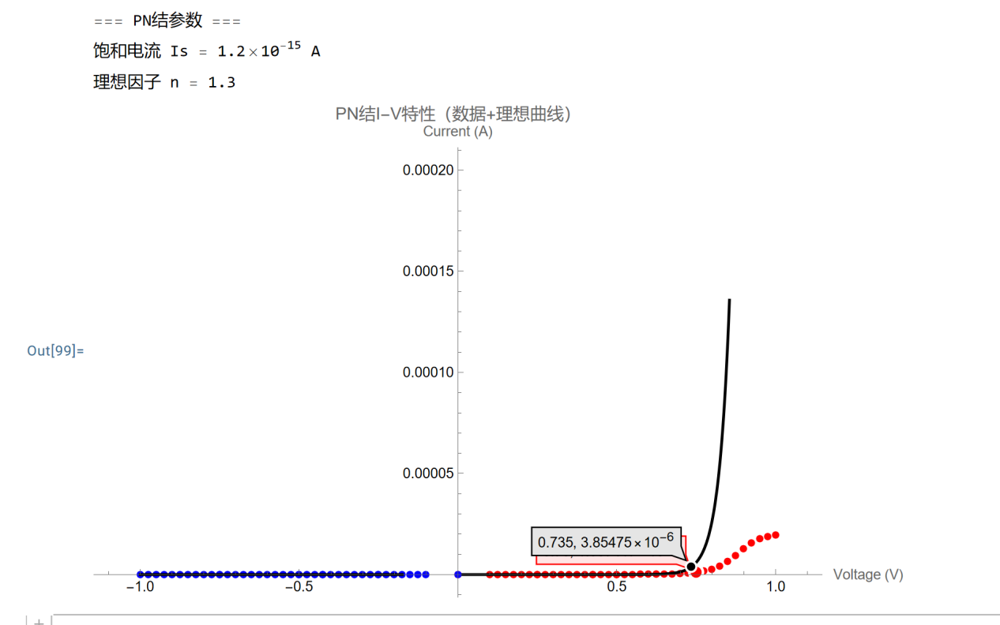 === PN结参数 ===
饱和电流 Is = 1.2×10⁻¹⁵ A
理想因子 n = 1.3
PN结I–V特性（数据+理想曲线）
Current (A)
0.00020
0.00015
0.00010
Out[99]=
0.00005
0.735, 3.85475×10⁻⁶
Voltage (V)
−1.0
−0.5
0.5
1.0
+